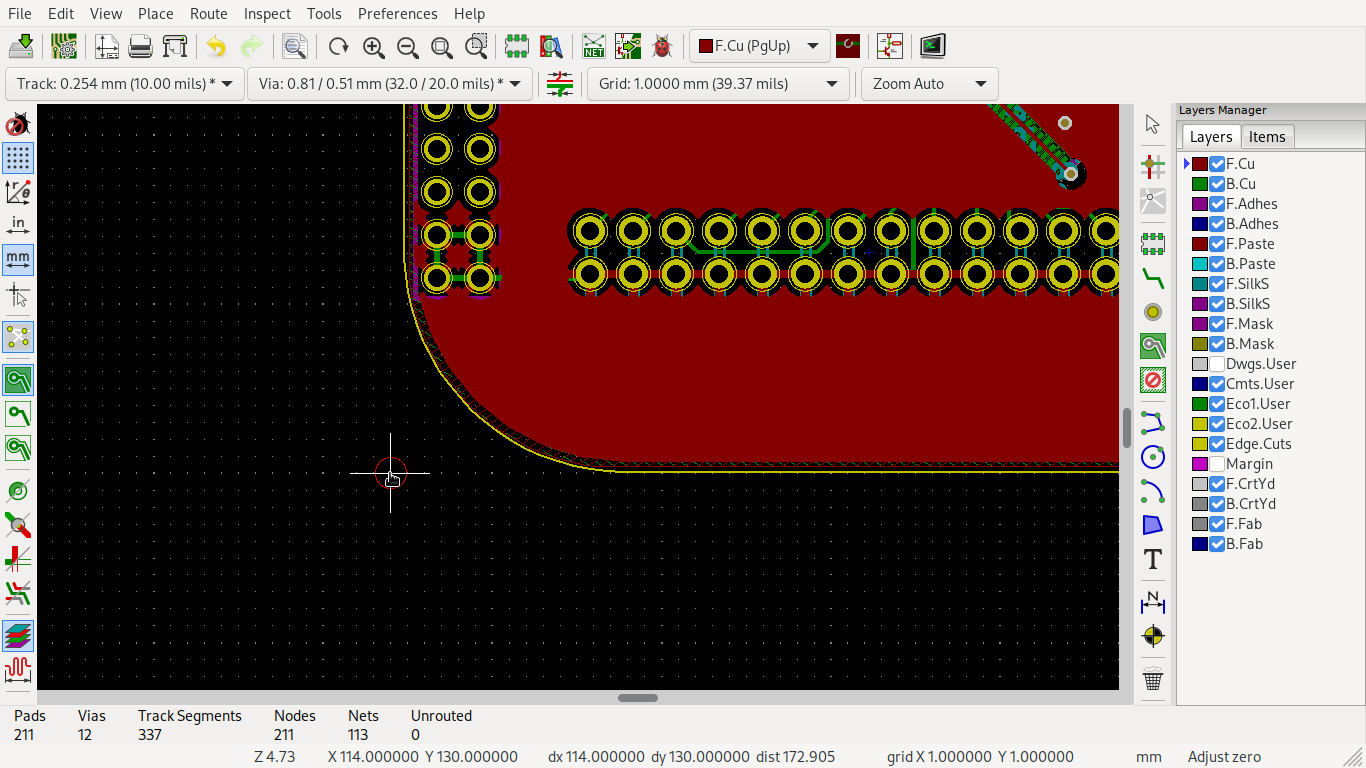 File Edit View Place Route Inspect Tools Preferences Help
NET
F.Cu (PgUp)
Track: 0.254 mm (10.00 mils) *
Via: 0.81 / 0.51 mm (32.0 / 20.0 mils) *
Grid: 1.0000 mm (39.37 mils)
Zoom Auto
in
mm
Layers Manager
Layers Items
F.Cu
B.Cu
F.Adhes
B.Adhes
F.Paste
B.Paste
F.SilkS
B.SilkS
F.Mask
B.Mask
Dwgs.User
Cmts.User
Eco1.User
Eco2.User
Edge.Cuts
Margin
F.CrtYd
B.CrtYd
F.Fab
B.Fab
T
N
Pads Vias Track Segments Nodes Nets Unrouted
211 12 337 211 113 0
Z 4.73 X 114.000000 Y 130.000000 dx 114.000000 dy 130.000000 dist 172.905 grid X 1.000000 Y 1.000000 mm Adjust zero